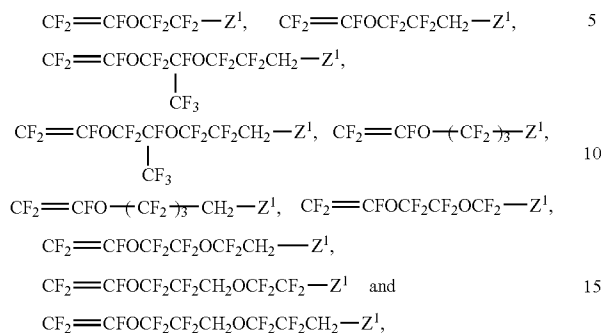 CF₂=CFOCF₂CF₂—Z¹, CF₂=CFOCF₂CF₂CH₂—Z¹, 5
CF₂=CFOCF₂CFOCF₂CF₂CH₂—Z¹,
CF₃
CF₂=CFOCF₂CFOCF₂CF₂CH₂—Z¹, CF₂=CFO—(CF₂)₃—Z¹,
10
CF₃
CF₂=CFO—(CF₂)₃—CH₂—Z¹, CF₂=CFOCF₂CF₂OCF₂—Z¹,
CF₂=CFOCF₂CF₂OCF₂CH₂—Z¹,
CF₂=CFOCF₂CF₂CH₂OCF₂CF₂—Z¹ and 15
CF₂=CFOCF₂CF₂CH₂OCF₂CF₂CH₂—Z¹,